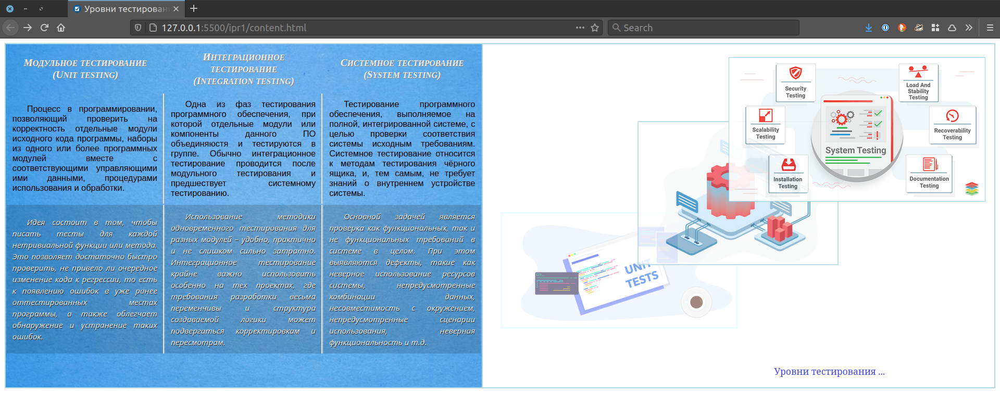 Уровни тестирован
127.0.0.1:5500/ipr1/content.html
Search
Модульное тестирование
(Unit testing)
Интеграционное
тестирование
(Integration testing)
Системное тестирование
(System testing)
Процесс в программировании,
позволяющий проверить на
корректность отдельные модули
исходного кода программы, наборы
из одного или более программных
модулей вместе с
соответствующими управляющими
ими данными, процедурами
использования и обработки.
Одна из фаз тестирования
программного обеспечения, при
которой отдельные модули или
компоненты данного ПО
объединяюстя и тестируются в
группе. Обычно интеграционное
тестирование проводится после
модульного тестирования и
предшествует системному
тестированию.
Тестирование программного
обеспечения, выполняемое на
полной, интегрированной системе, с
целью проверки соответствия
системы исходным требованиям.
Системное тестирование относится
к методам тестирования чёрного
ящика, и, тем самым, не требует
знаний о внутреннем устройстве
системы.
Идея состоит в том, чтобы
писать тесты для каждой
нетривиальной функции или метода.
Это позволяет достаточно быстро
проверить, не привело ли очередное
изменение кода к регрессии, то есть
к появлению ошибок в уже ранее
оттестированных местах
программы, а также облегчает
обнаружение и устранение таких
ошибок.
Использование методики
одновременного тестирования для
разных модулей – удобно, практично
и не слишком сильно затратно.
Интеграционное тестирование
крайне важно использовать
особенно на тех проектах, где
требования разработки весьма
переменчивы и структура
создаваемой логики может
подвергаться корректировкам и
пересмотрам.
Основной задачей является
проверка как функциональных, так и
не функциональных требований в
системе в целом. При этом
выявляются дефекты, такие как
неверное использование ресурсов
системы, непредусмотренные
комбинации данных,
несовместимость с окружением,
непредусмотренные сценарии
использования, неверная
функциональность и т.д.
Security
Testing
Load And
Stability
Testing
Scalability
Testing
Recoverability
Testing
System Testing
Installation
Testing
Documentation
Testing
UNIT
TESTS
Уровни тестирования ...